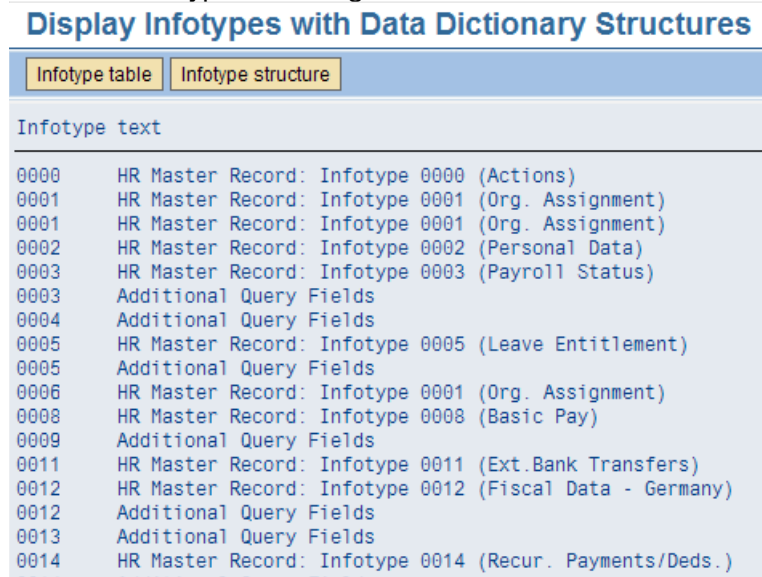 Display Infotypes with Data Dictionary Structures
Infotype table Infotype structure
Infotype text
0000 HR Master Record: Infotype 0000 (Actions)
0001 HR Master Record: Infotype 0001 (Org. Assignment)
0001 HR Master Record: Infotype 0001 (Org. Assignment)
0002 HR Master Record: Infotype 0002 (Personal Data)
0003 HR Master Record: Infotype 0003 (Payroll Status)
0003 Additional Query Fields
0004 Additional Query Fields
0005 HR Master Record: Infotype 0005 (Leave Entitlement)
0005 Additional Query Fields
0006 HR Master Record: Infotype 0001 (Org. Assignment)
0008 HR Master Record: Infotype 0008 (Basic Pay)
0009 Additional Query Fields
0011 HR Master Record: Infotype 0011 (Ext.Bank Transfers)
0012 HR Master Record: Infotype 0012 (Fiscal Data - Germany)
0012 Additional Query Fields
0013 Additional Query Fields
0014 HR Master Record: Infotype 0014 (Recur. Payments/Deds.)